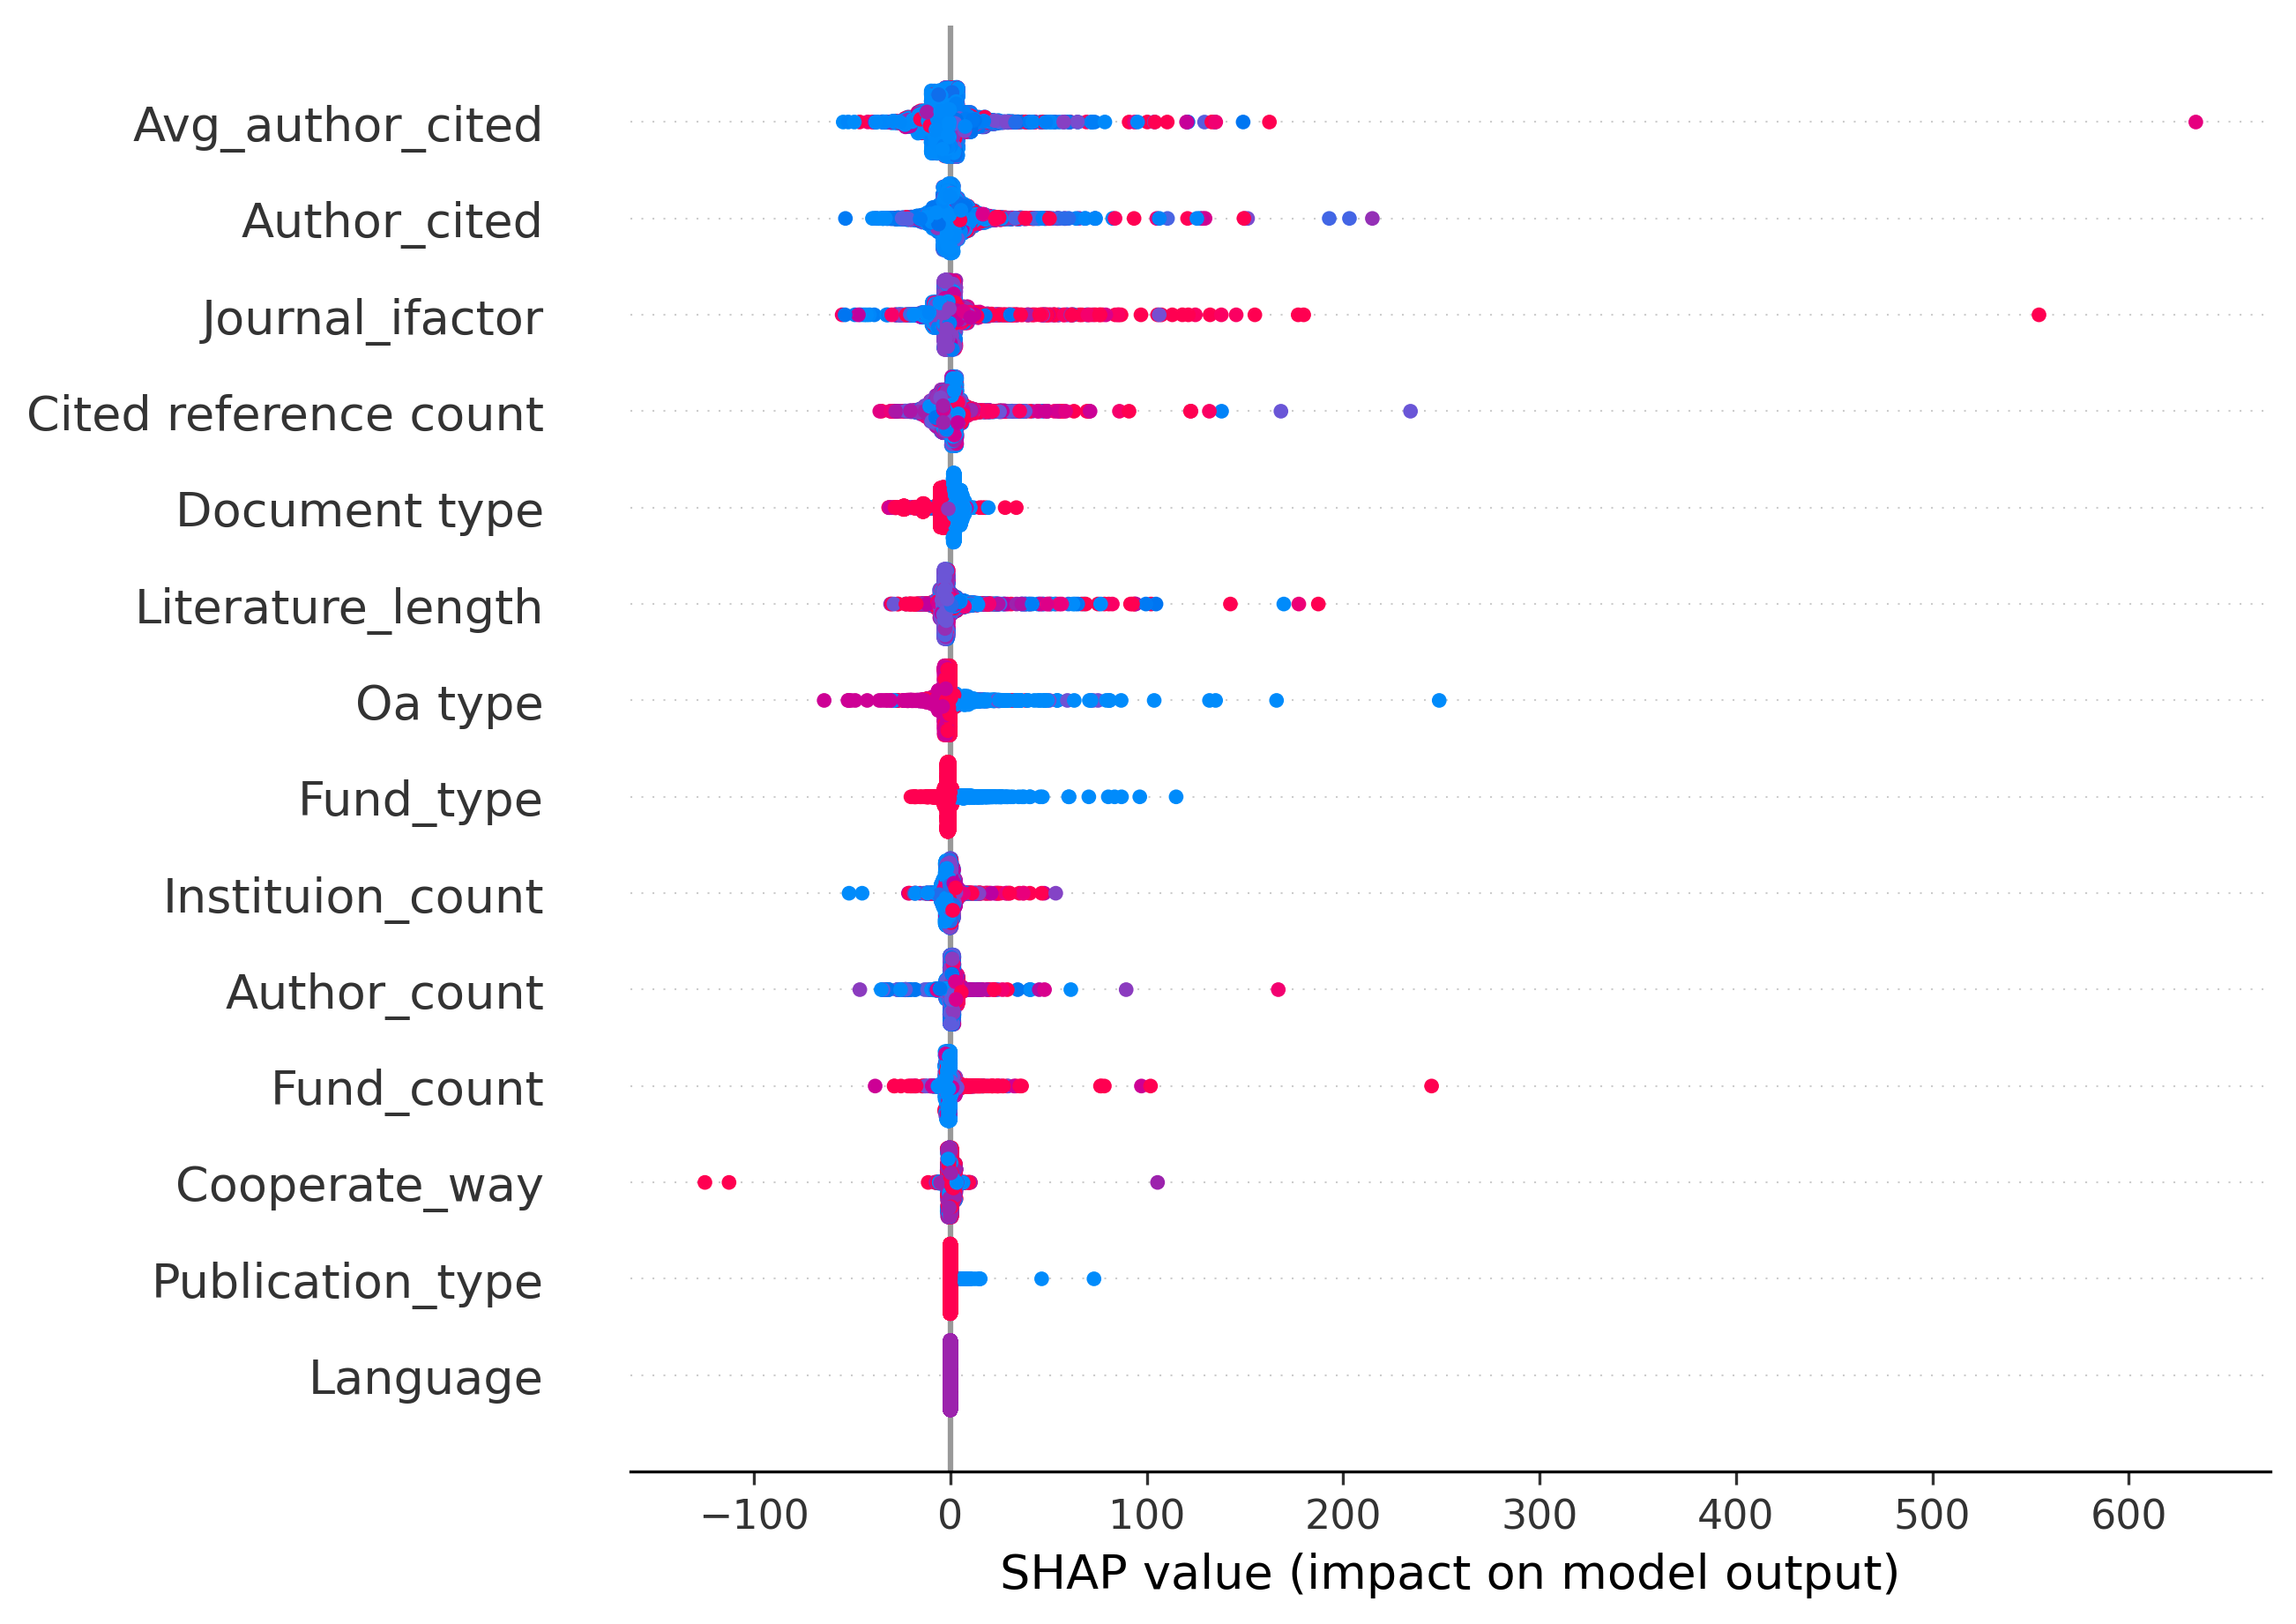 Avg_author_cited
Author_cited
Journal_ifactor
Cited reference count
Document type
Literature_length
Oa type
Fund_type
Instituion_count
Author_count
Fund_count
Cooperate_way
Publication_type
Language
−100 0 100 200 300 400 500 600
SHAP value (impact on model output)